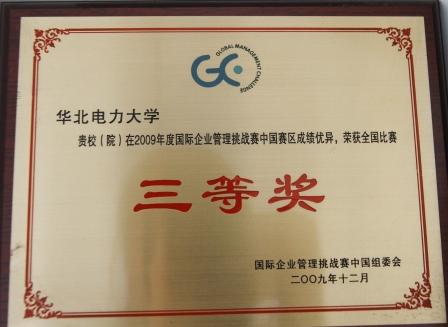 GLOBAL MANAGEMENT CHALLENGE
华北电力大学
贵校（院）在2009年度国际企业管理挑战赛中国赛区成绩优异，荣获全国比赛
三等奖
国际企业管理挑战赛中国组委会
二〇〇九年十二月